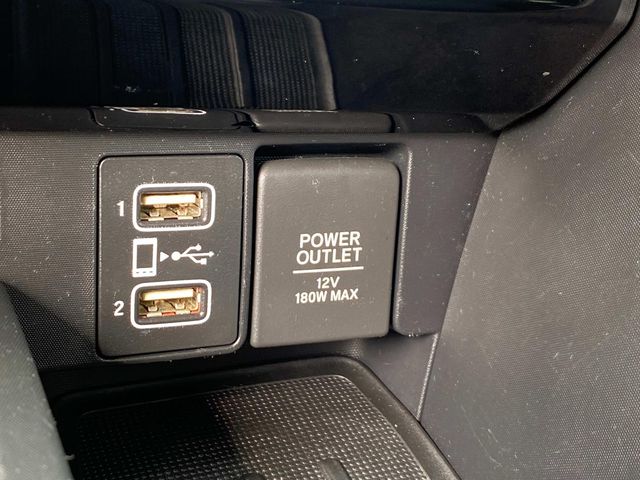 1
2
POWER
OUTLET
12V
180W MAX